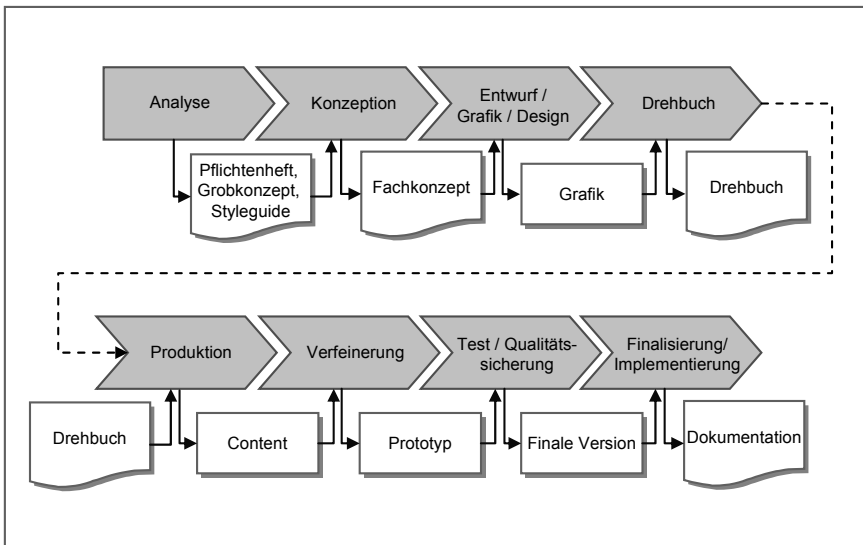 Analyse
Konzeption
Entwurf /
Grafik / Design
Drehbuch
Pflichtenheft,
Grobkonzept,
Styleguide
Fachkonzept
Grafik
Drehbuch
Produktion
Verfeinerung
Test / Qualitäts-
sicherung
Finalisierung/
Implementierung
Drehbuch
Content
Prototyp
Finale Version
Dokumentation